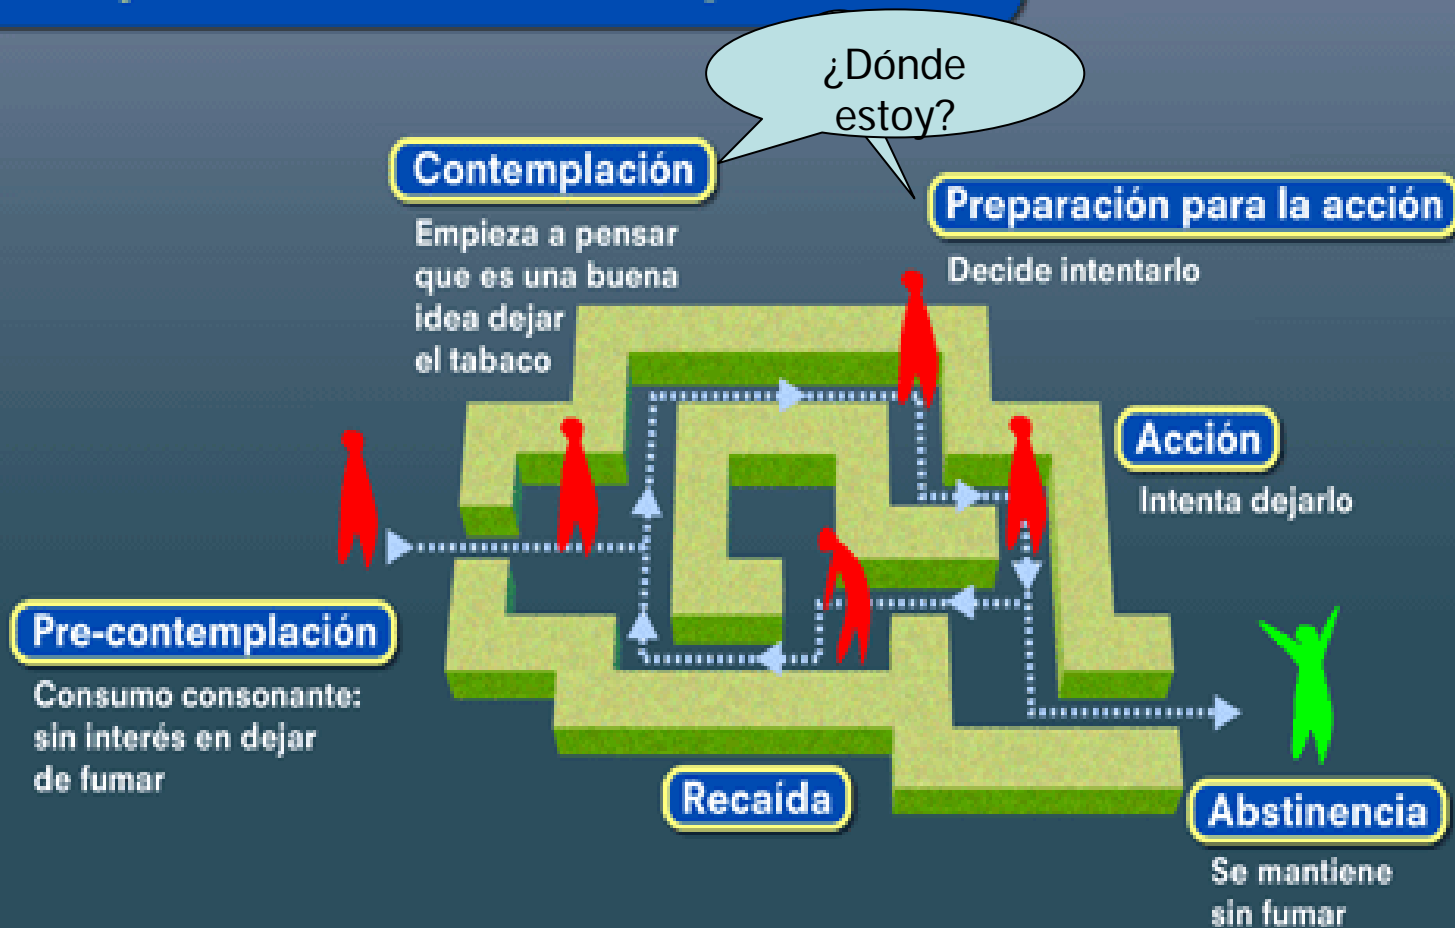 ¿Dónde
estoy?
Contemplación
Empieza a pensar
que es una buena
idea dejar
el tabaco
Preparación para la acción
Decide intentarlo
Acción
Intenta dejarlo
Pre-contemplación
Consumo consonante:
sin interés en dejar
de fumar
Recaída
Abstinencia
Se mantiene
sin fumar